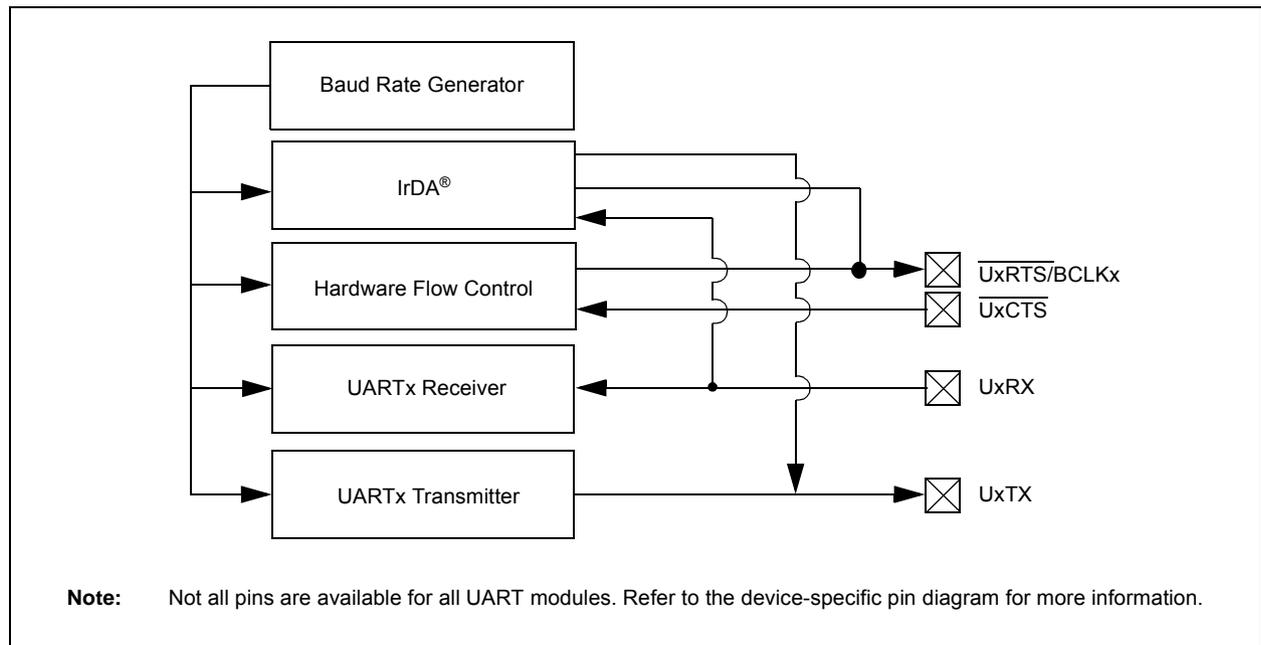 Baud Rate Generator
IrDA®
Hardware Flow Control
UxRTS/BCLKx
UxCTS
UARTx Receiver
UxRX
UARTx Transmitter
UxTX
Note: Not all pins are available for all UART modules. Refer to the device-specific pin diagram for more information.